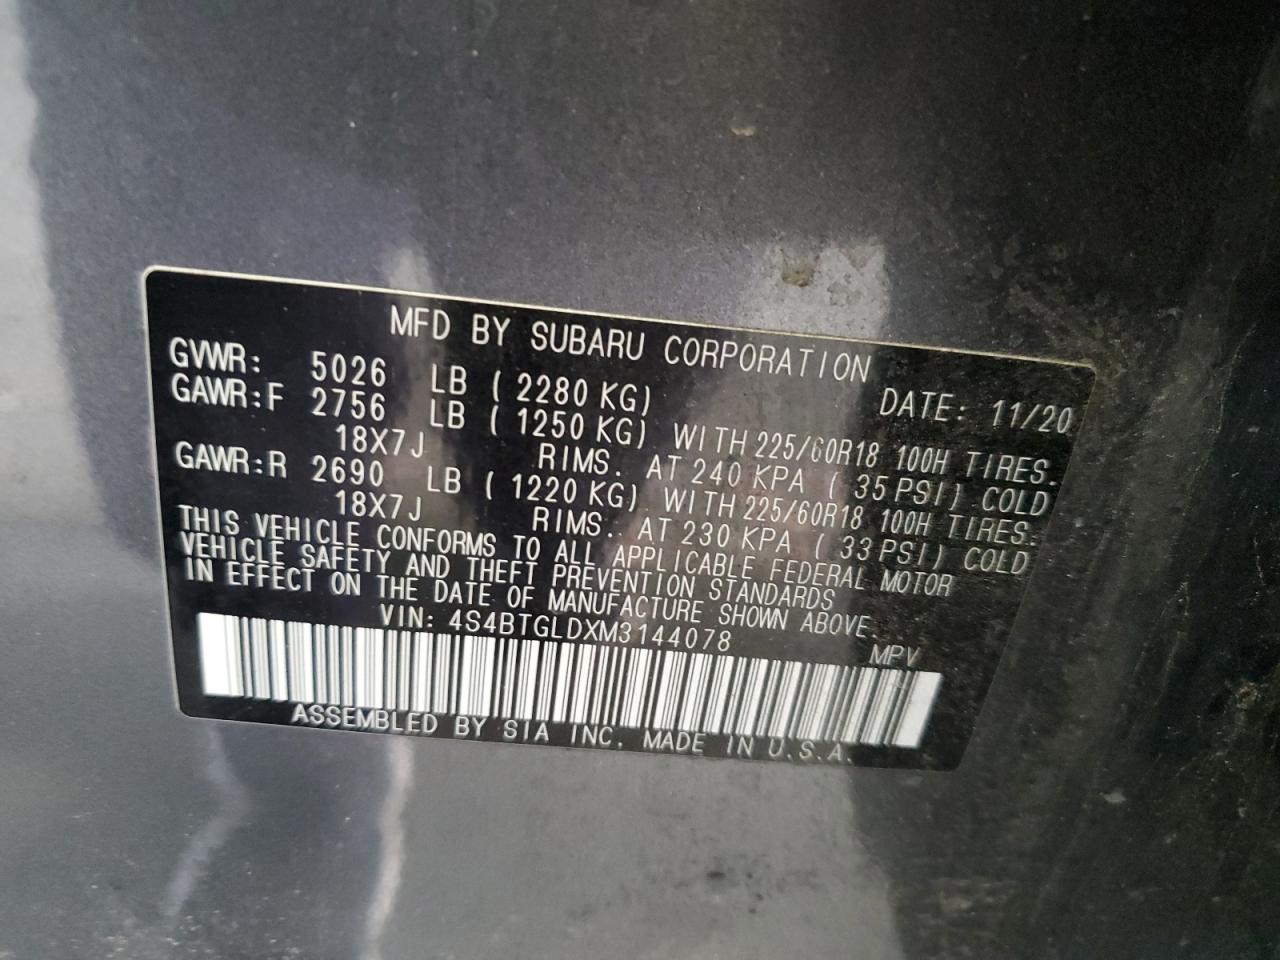 MFD BY SUBARU CORPORATION
DATE: 11/20
GVWR: 5026 LB (2280 KG)
GAWR:F 2756 LB (1250 KG) WITH 225/60R18 100H TIRES.
18X7J RIMS. AT 240 KPA (35 PSI) COLD
GAWR:R 2690 LB (1220 KG) WITH 225/60R18 100H TIRES.
18X7J RIMS. AT 230 KPA (33 PSI) COLD
THIS VEHICLE CONFORMS TO ALL APPLICABLE FEDERAL MOTOR
VEHICLE SAFETY AND THEFT PREVENTION STANDARDS
IN EFFECT ON THE DATE OF MANUFACTURE SHOWN ABOVE.
VIN: 4S4BTGLDXM3144078 MPV
ASSEMBLED BY SIA INC. MADE IN U.S.A.